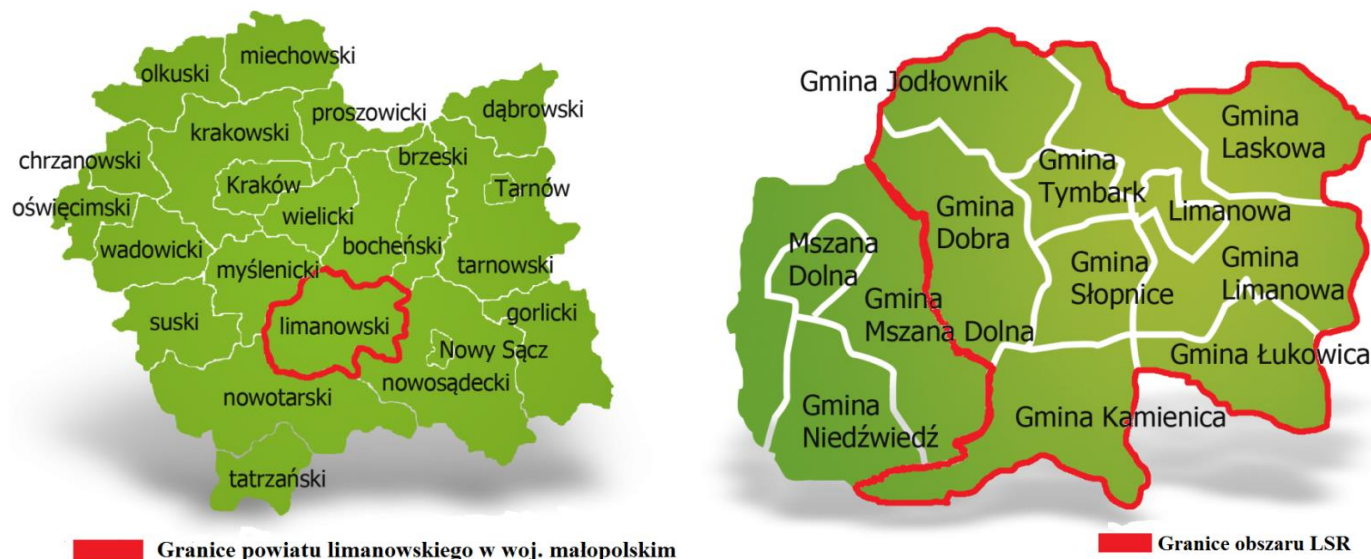 miechowski
olkuski
proszowicki
dąbrowski
krakowski
brzeski
chrzanowski
Kraków
Tarnów
oświęcimski
wielicki
wadowicki
bocheński
myślenicki
tarnowski
suski
limanowski
gorlicki
Nowy Sącz
nowosądecki
nowotarski
tatrzański
Granice powiatu limanowskiego w woj. małopolskim
Gmina Jodłownik
Gmina
Laskowa
Gmina
Tymbark
Limanowa
Gmina
Dobra
Mszana
Dolna
Gmina
Słopnice
Gmina
Limanowa
Gmina
Mszana Dolna
Gmina Łukowica
Gmina
Niedźwiedź
Gmina Kamienica
Granice obszaru LSR